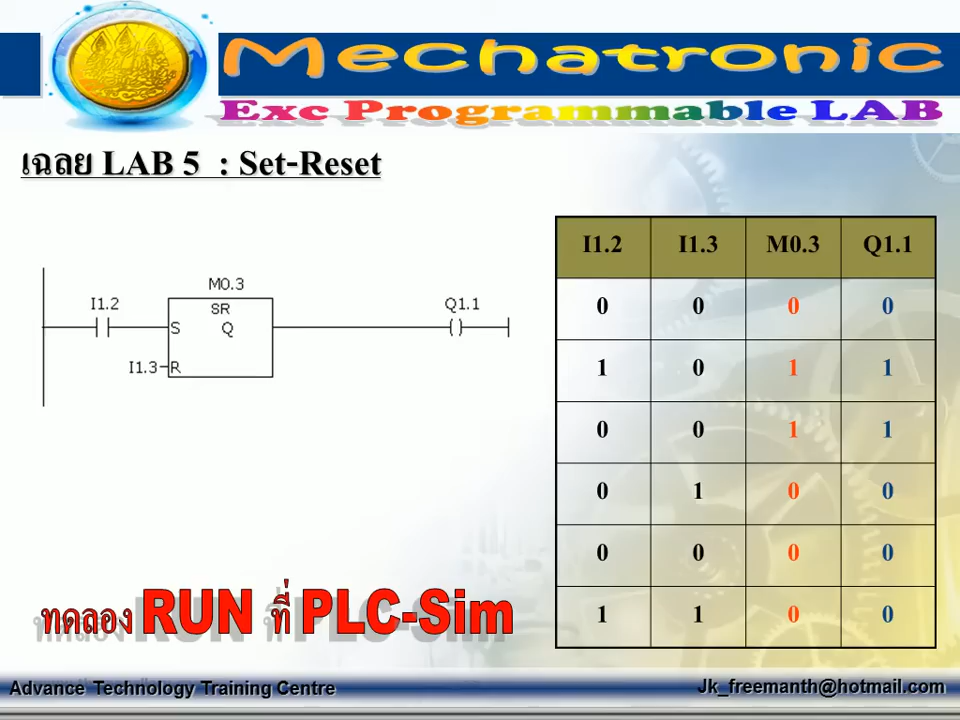 Mechatronic
Exc Programmable LAB
เฉลย LAB 5 : Set-Reset
M0.3
I1.2 SR Q1.1
S Q
I1.3 R
I1.2 I1.3 M0.3 Q1.1
0 0 0 0
1 0 1 1
0 0 1 1
0 1 0 0
0 0 0 0
1 1 0 0
ทดลอง RUN ที่ PLC-Sim
Advance Technology Training Centre
Jk_freemanth@hotmail.com